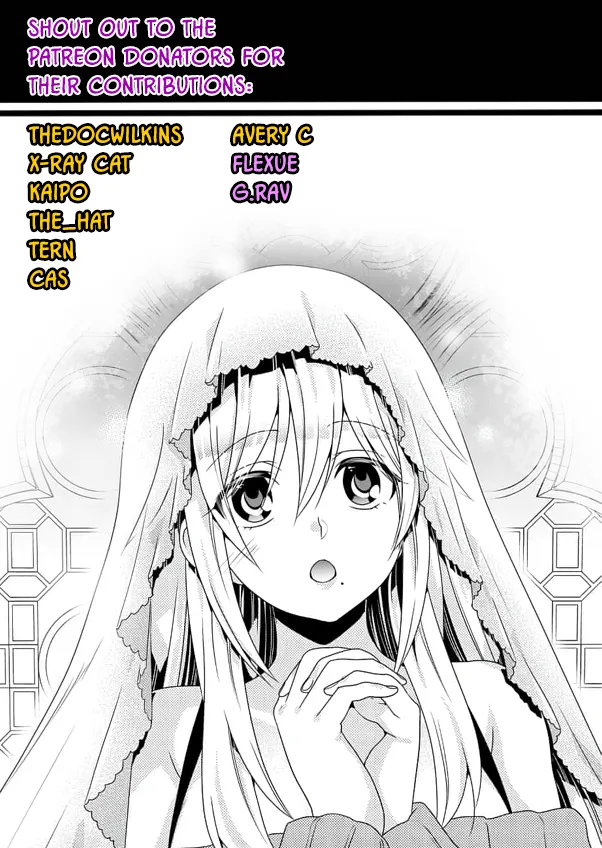 SHOUT OUT TO THE
PATREON DONATORS FOR
THEIR CONTRIBUTIONS:
THEDOCWILKINS
X-RAY CAT
KAIPO
THE_HAT
TERN
CAS
AVERY C
FLEXUE
G.RAV